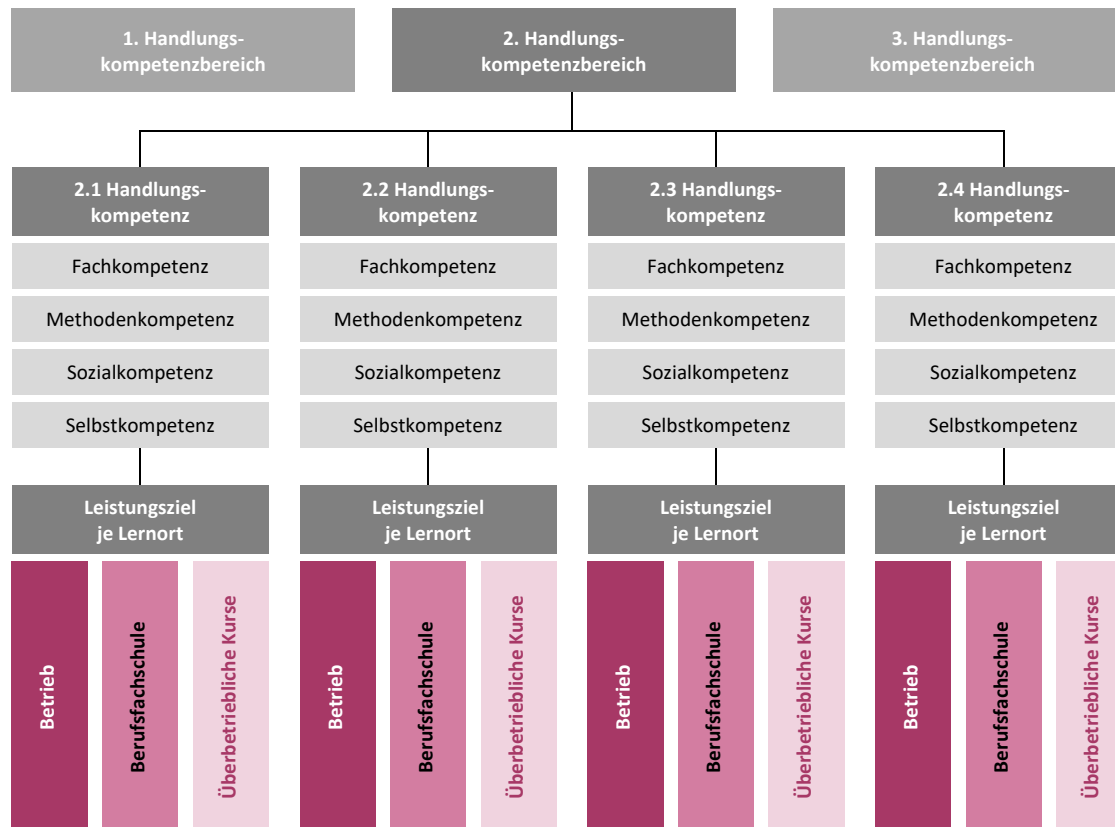 1. Handlungs-
kompetenzbereich
2. Handlungs-
kompetenzbereich
3. Handlungs-
kompetenzbereich
2.1 Handlungs-
kompetenz
2.2 Handlungs-
kompetenz
2.3 Handlungs-
kompetenz
2.4 Handlungs-
kompetenz
Fachkompetenz
Fachkompetenz
Fachkompetenz
Fachkompetenz
Methodenkompetenz
Methodenkompetenz
Methodenkompetenz
Methodenkompetenz
Sozialkompetenz
Sozialkompetenz
Sozialkompetenz
Sozialkompetenz
Selbstkompetenz
Selbstkompetenz
Selbstkompetenz
Selbstkompetenz
Leistungsziel
je Lernort
Leistungsziel
je Lernort
Leistungsziel
je Lernort
Leistungsziel
je Lernort
Betrieb
Berufsfachschule
Überbetriebliche Kurse
Betrieb
Berufsfachschule
Überbetriebliche Kurse
Betrieb
Berufsfachschule
Überbetriebliche Kurse
Betrieb
Berufsfachschule
Überbetriebliche Kurse